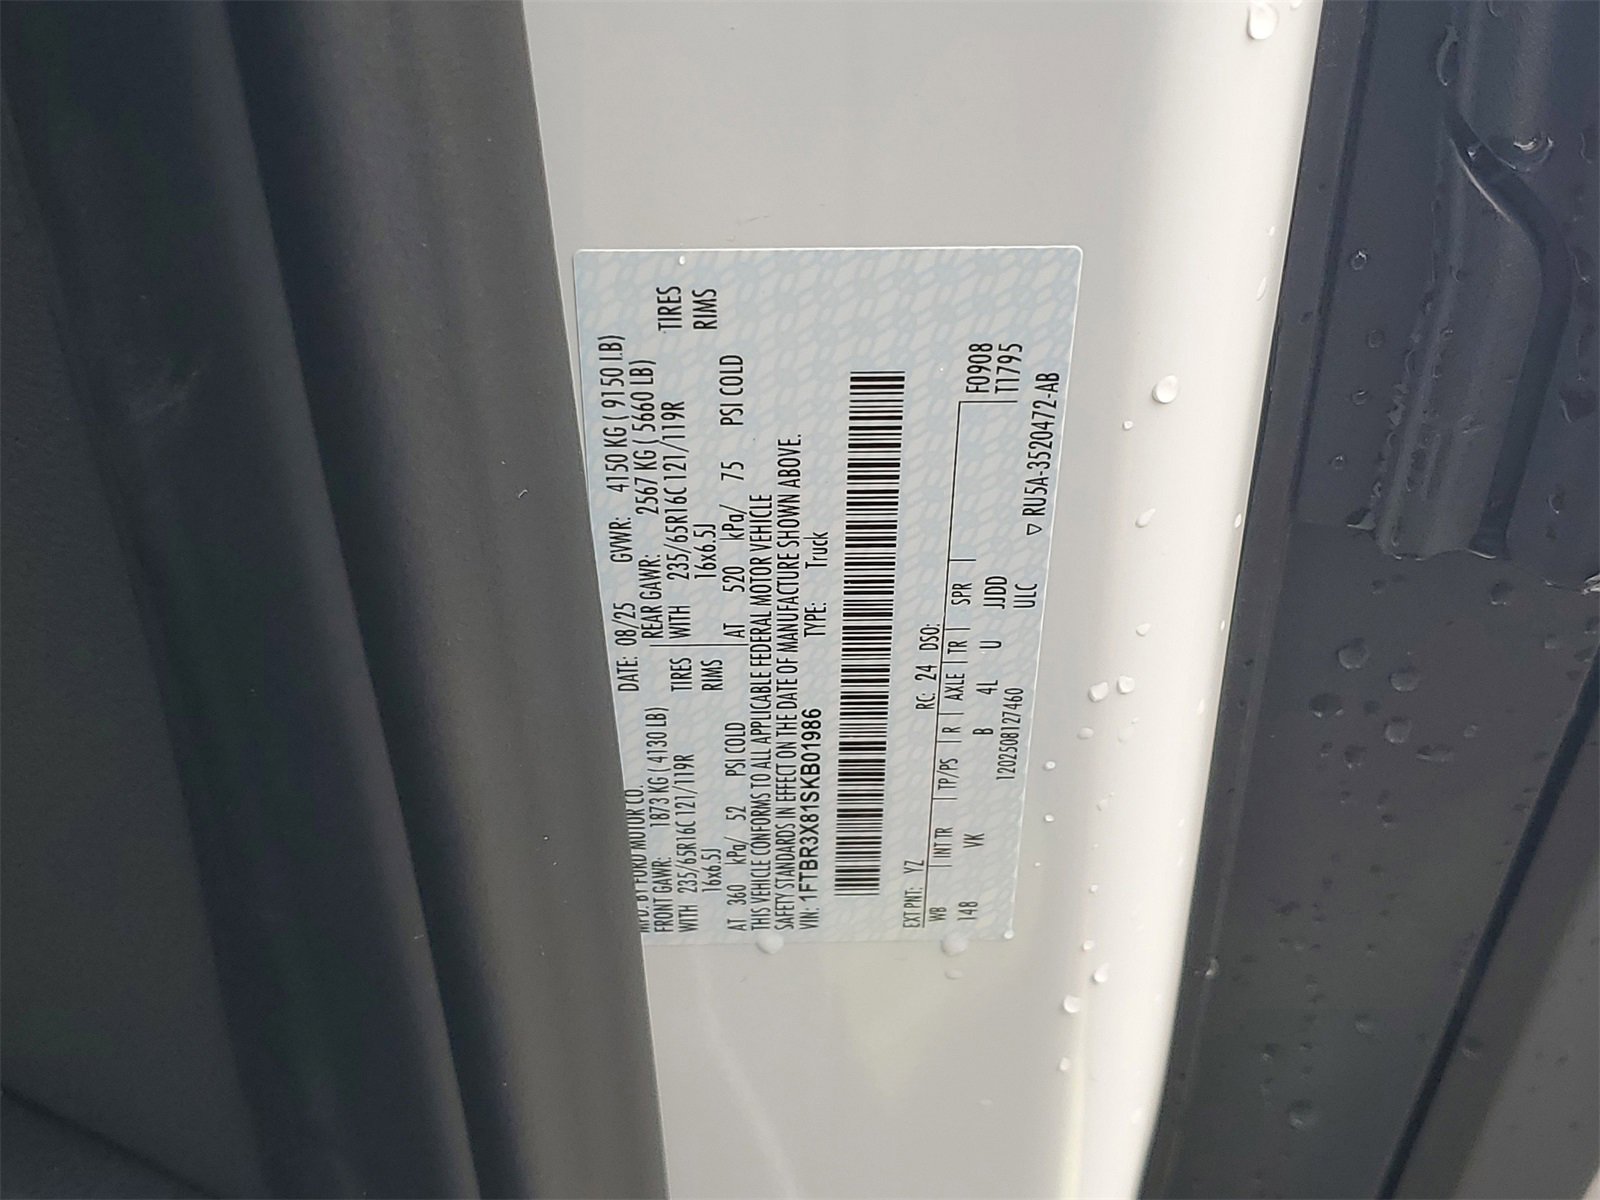 MFD. BY FORD MOTOR CO.
DATE: 08/25 GVWR: 4150 KG ( 9150 LB)
FRONT GAWR: 1873 KG ( 4130 LB) REAR GAWR: 2567 KG ( 5660 LB)
WITH 235/65R16C 121/119R TIRES WITH 235/65R16C 121/119R TIRES
16x6.5J RIMS 16x6.5J RIMS
AT 360 kPa/ 52 PSI COLD AT 520 kPa/ 75 PSI COLD
THIS VEHICLE CONFORMS TO ALL APPLICABLE FEDERAL MOTOR VEHICLE
SAFETY STANDARDS IN EFFECT ON THE DATE OF MANUFACTURE SHOWN ABOVE.
VIN: 1FTBR3X81SKB01986 TYPE: Truck
EXT PNT: YZ RC: 24 DSO:
WB INT TR TP/PS R AXLE TR SPR F0908
148 VK B 4L U JJDD T1795
1202508127460 ULC
▽ RU5A-3520472-AB